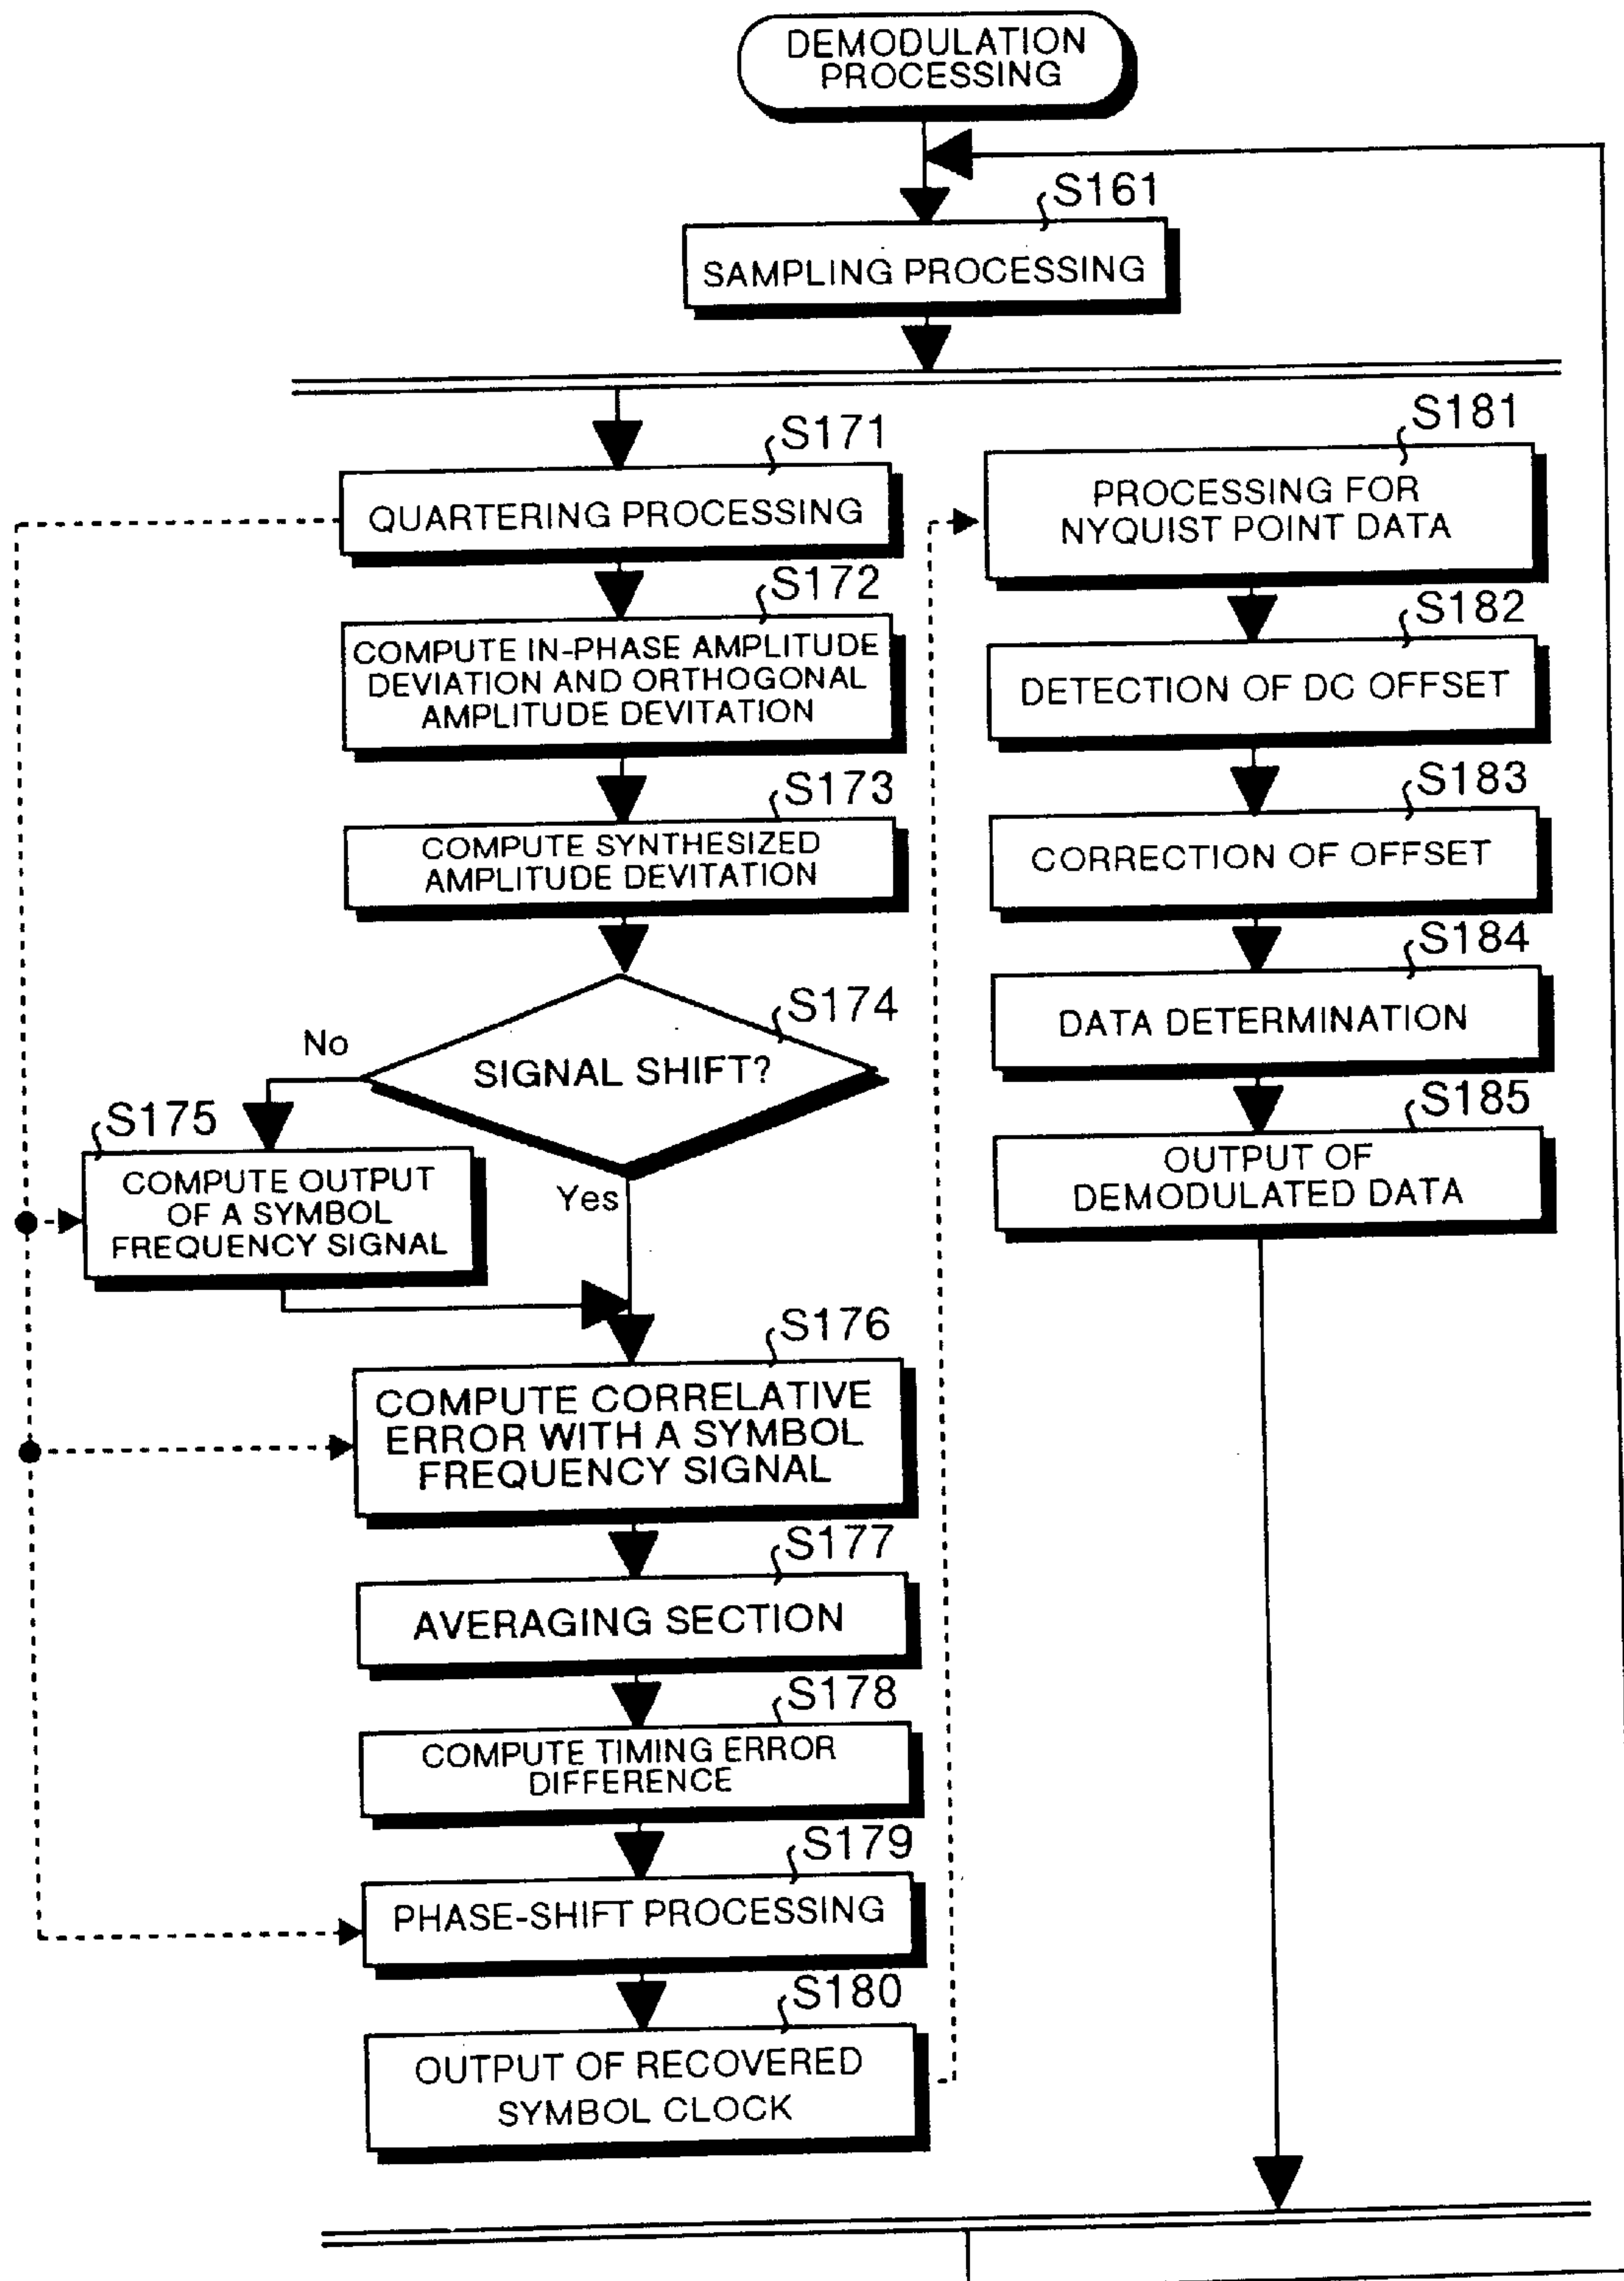 DEMODULATION
PROCESSING
S161
SAMPLING PROCESSING
S171
QUARTERING PROCESSING
S172
COMPUTE IN-PHASE AMPLITUDE
DEVIATION AND ORTHOGONAL
AMPLITUDE DEVITATION
S173
COMPUTE SYNTHESIZED
AMPLITUDE DEVITATION
S174
SIGNAL SHIFT?
No
Yes
S175
COMPUTE OUTPUT
OF A SYMBOL
FREQUENCY SIGNAL
S176
COMPUTE CORRELATIVE
ERROR WITH A SYMBOL
FREQUENCY SIGNAL
S177
AVERAGING SECTION
S178
COMPUTE TIMING ERROR
DIFFERENCE
S179
PHASE-SHIFT PROCESSING
S180
OUTPUT OF RECOVERED
SYMBOL CLOCK
S181
PROCESSING FOR
NYQUIST POINT DATA
S182
DETECTION OF DC OFFSET
S183
CORRECTION OF OFFSET
S184
DATA DETERMINATION
S185
OUTPUT OF
DEMODULATED DATA